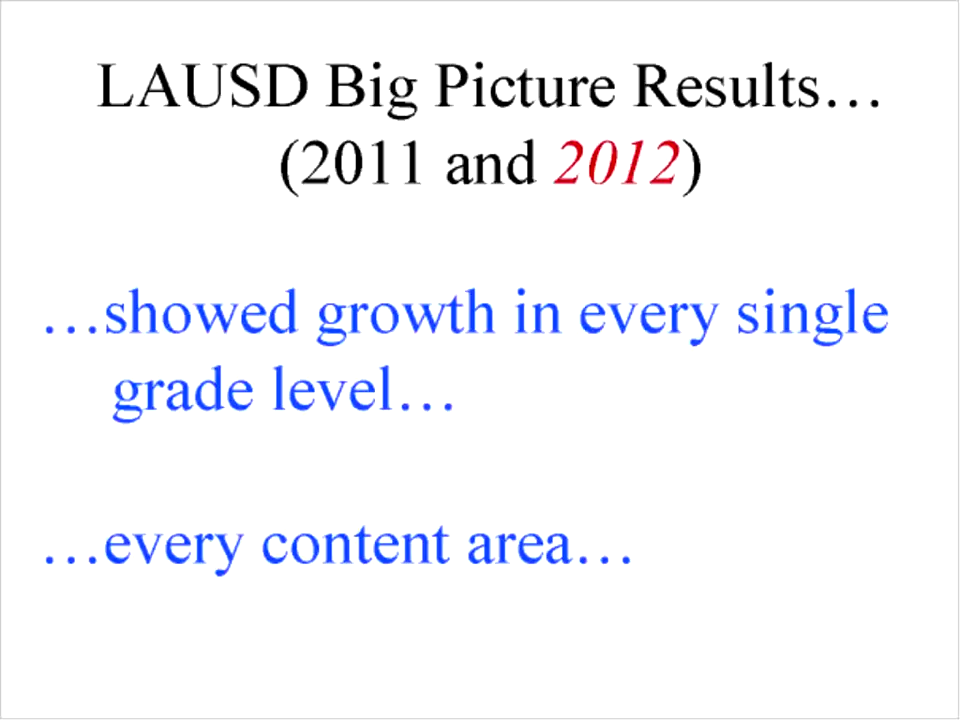 LAUSD Big Picture Results…
(2011 and 2012)
…showed growth in every single
grade level…
…every content area…